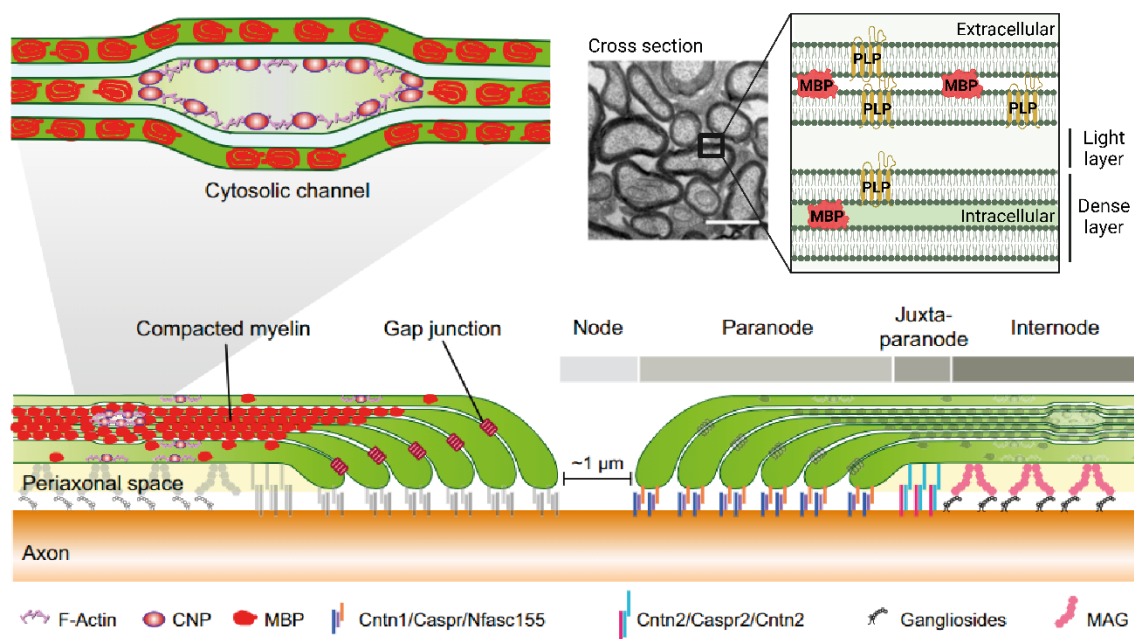 Cytosolic channel
Cross section
Extracellular
PLP
MBP
MBP
PLP
PLP
Light
layer
PLP
MBP
Intracellular
Dense
layer
Compacted myelin
Gap junction
Node
Paranode
Juxta-
paranode
Internode
~1 µm
Periaxonal space
Axon
F-Actin
CNP
MBP
Cntn1/Caspr/Nfasc155
Cntn2/Caspr2/Cntn2
Gangliosides
MAG